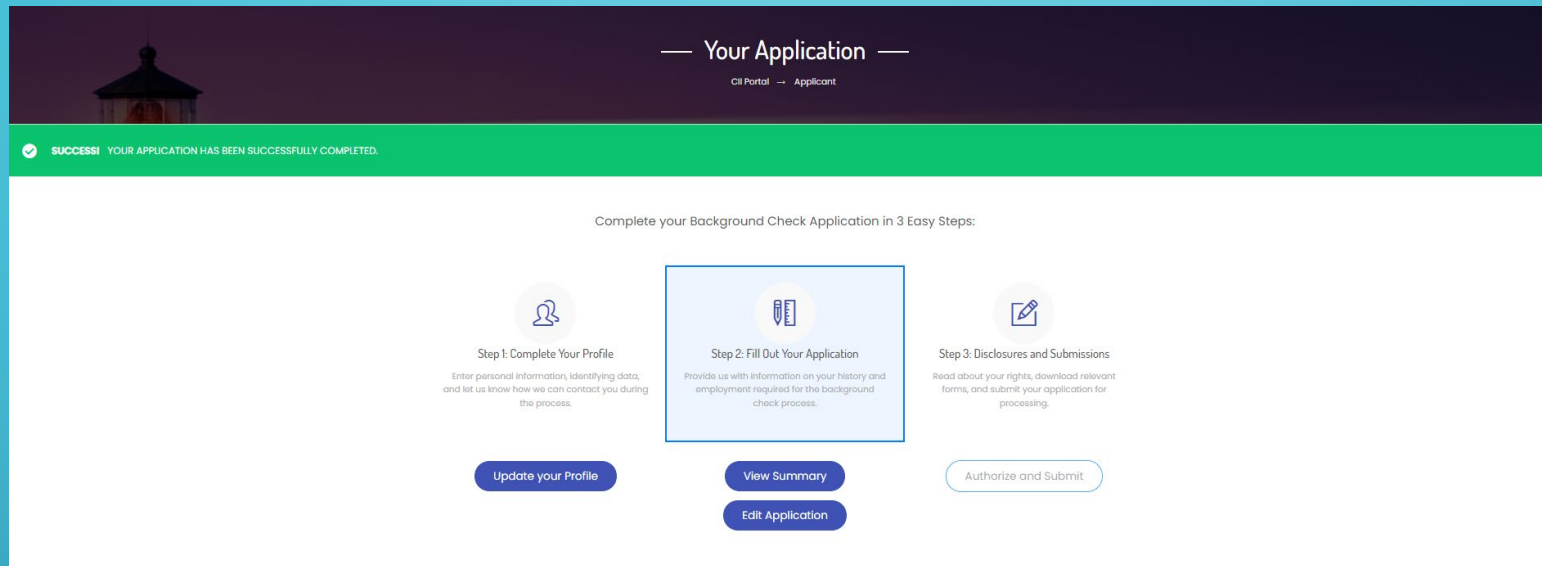 Your Application
CII Portal → Applicant
SUCCESS! YOUR APPLICATION HAS BEEN SUCCESSFULLY COMPLETED.
Complete your Background Check Application in 3 Easy Steps:
Step 1: Complete Your Profile
Enter personal information, identifying data,
and let us know how we can contact you during
the process.
Update your Profile
Step 2: Fill Out Your Application
Provide us with information on your history and
employment required for the background
check process.
View Summary
Edit Application
Step 3: Disclosures and Submissions
Read about your rights, download relevant
forms, and submit your application for
processing.
Authorize and Submit